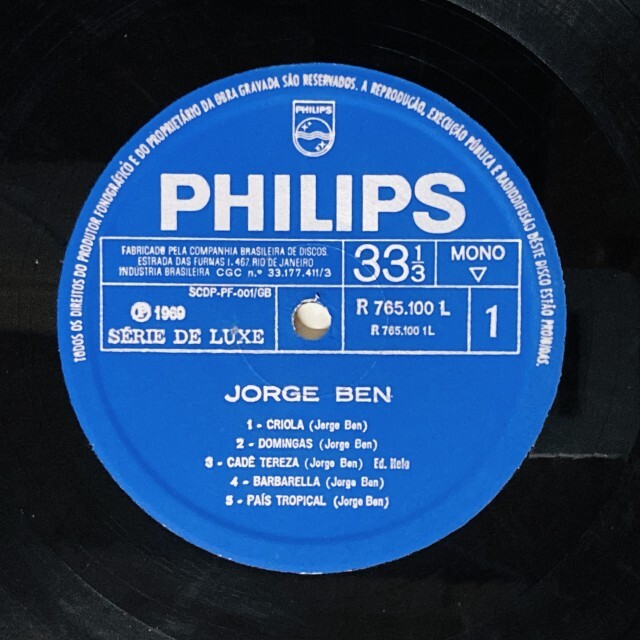 TODOS OS DIREITOS DO PRODUTOR FONOGRÁFICO E DO PROPRIETÁRIO DA OBRA GRAVADA SÃO RESERVADOS. A REPRODUÇÃO, EXECUÇÃO PÚBLICA E RADIODIFUSÃO DÊSTE DISCO ESTÃO PROIBIDAS.
PHILIPS
PHILIPS
FABRICADO PELA COMPANHIA BRASILEIRA DE DISCOS
ESTRADA DAS FURNAS 1.467, RIO DE JANEIRO
INDÚSTRIA BRASILEIRA CGC n.º 33.177.411/3
33 1/3
MONO
SCDP-PF-001/GB
Ⓟ 1969
SÉRIE DE LUXE
R 765.100 L
R 765.100 1L
1
JORGE BEN
1 - CRIOLA (Jorge Ben)
2 - DOMINGAS (Jorge Ben)
3 - CADÊ TEREZA (Jorge Ben) Ed.
4 - BARBARELLA (Jorge Ben)
5 - PAÍS TROPICAL (Jorge Ben)